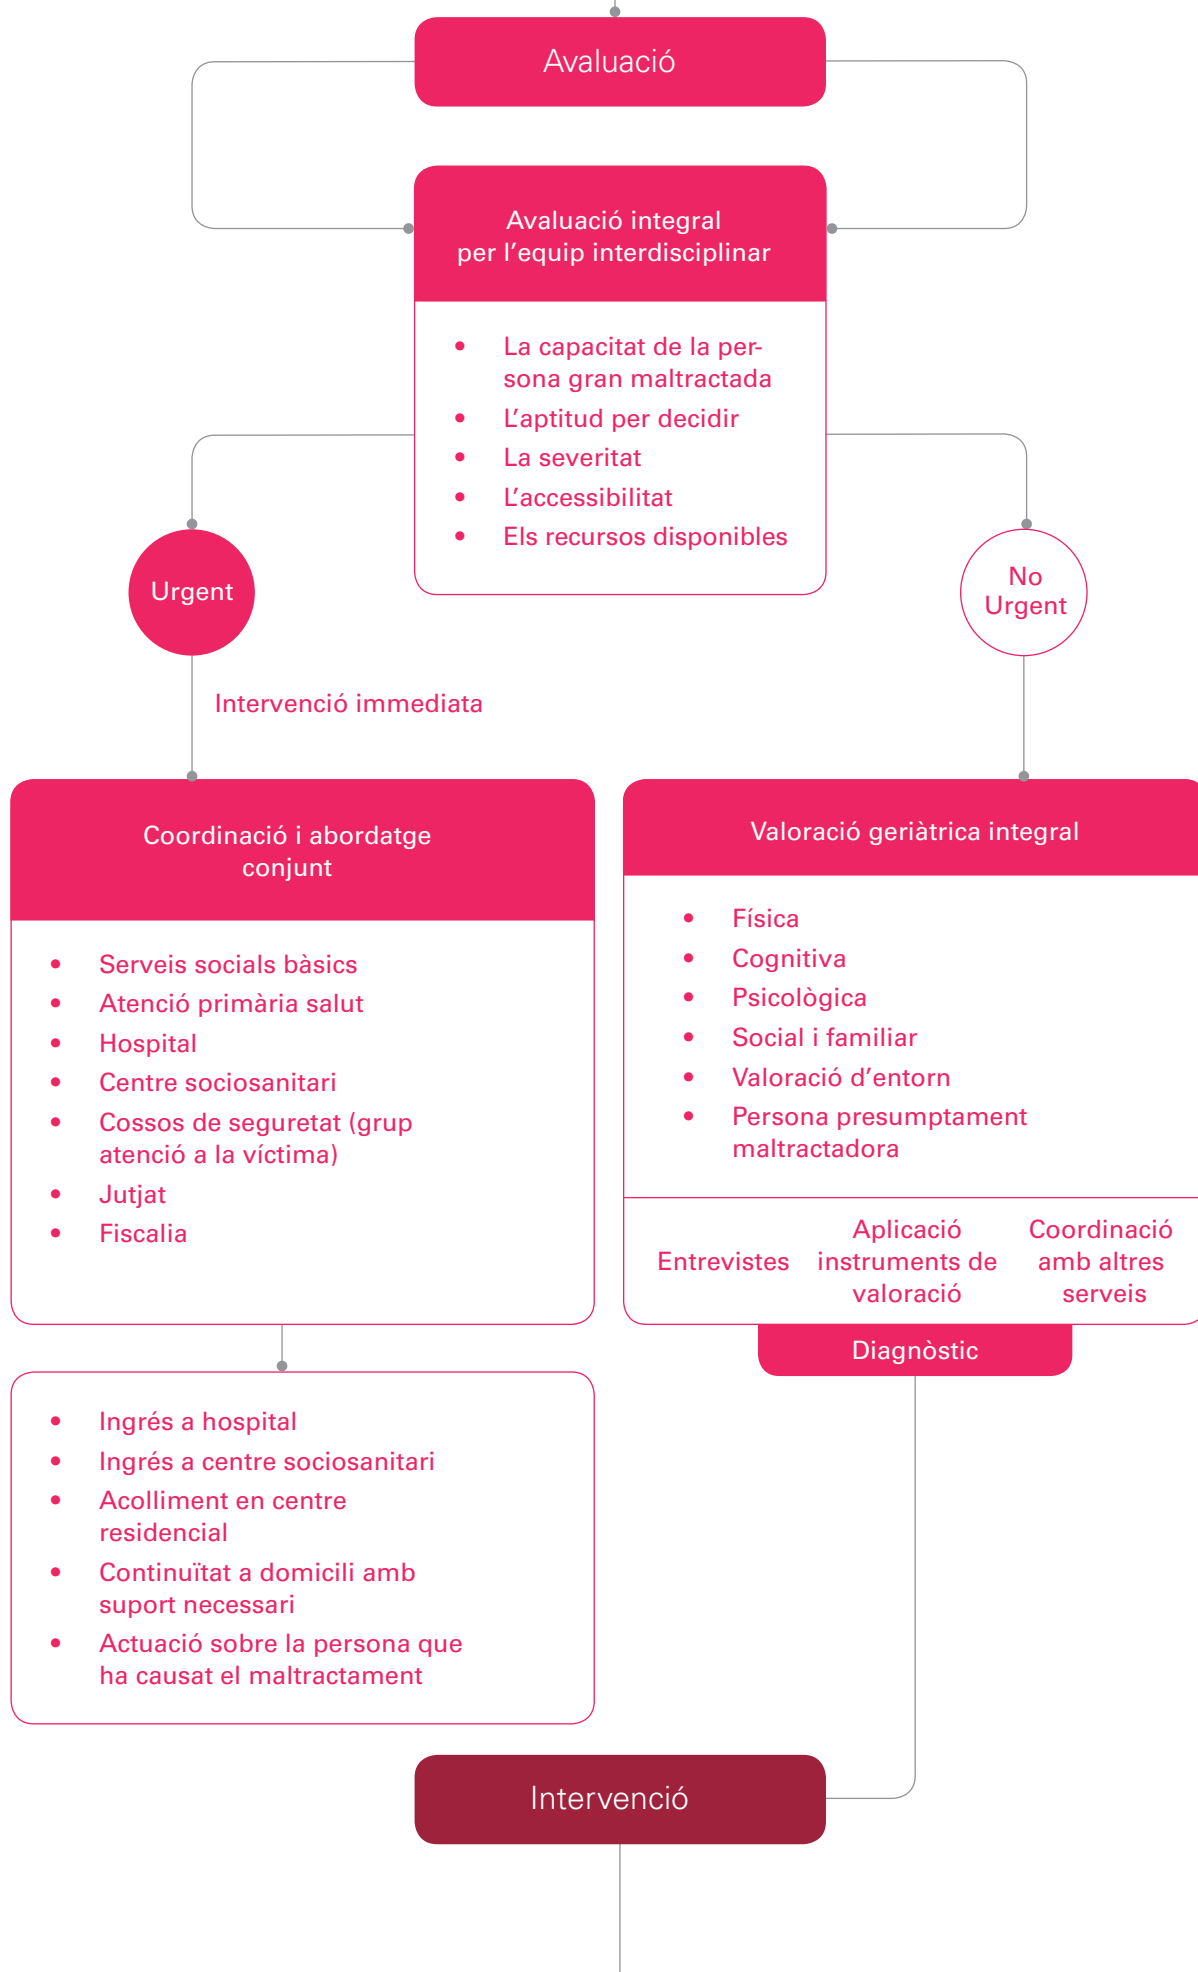 Avaluació
Avaluació integral
per l’equip interdisciplinar
• La capacitat de la per-
sona gran maltractada
• L’aptitud per decidir
• La severitat
• L’accessibilitat
• Els recursos disponibles
Urgent
No
Urgent
Intervenció immediata
Coordinació i abordatge
conjunt
• Serveis socials bàsics
• Atenció primària salut
• Hospital
• Centre sociosanitari
• Cossos de seguretat (grup
atenció a la víctima)
• Jutjat
• Fiscalia
Valoració geriàtrica integral
• Física
• Cognitiva
• Psicològica
• Social i familiar
• Valoració d’entorn
• Persona presumptament
maltractadora
Entrevistes
Aplicació
instruments de
valoració
Coordinació
amb altres
serveis
Diagnòstic
• Ingrés a hospital
• Ingrés a centre sociosanitari
• Acolliment en centre
residencial
• Continuïtat a domicili amb
suport necessari
• Actuació sobre la persona que
ha causat el maltractament
Intervenció